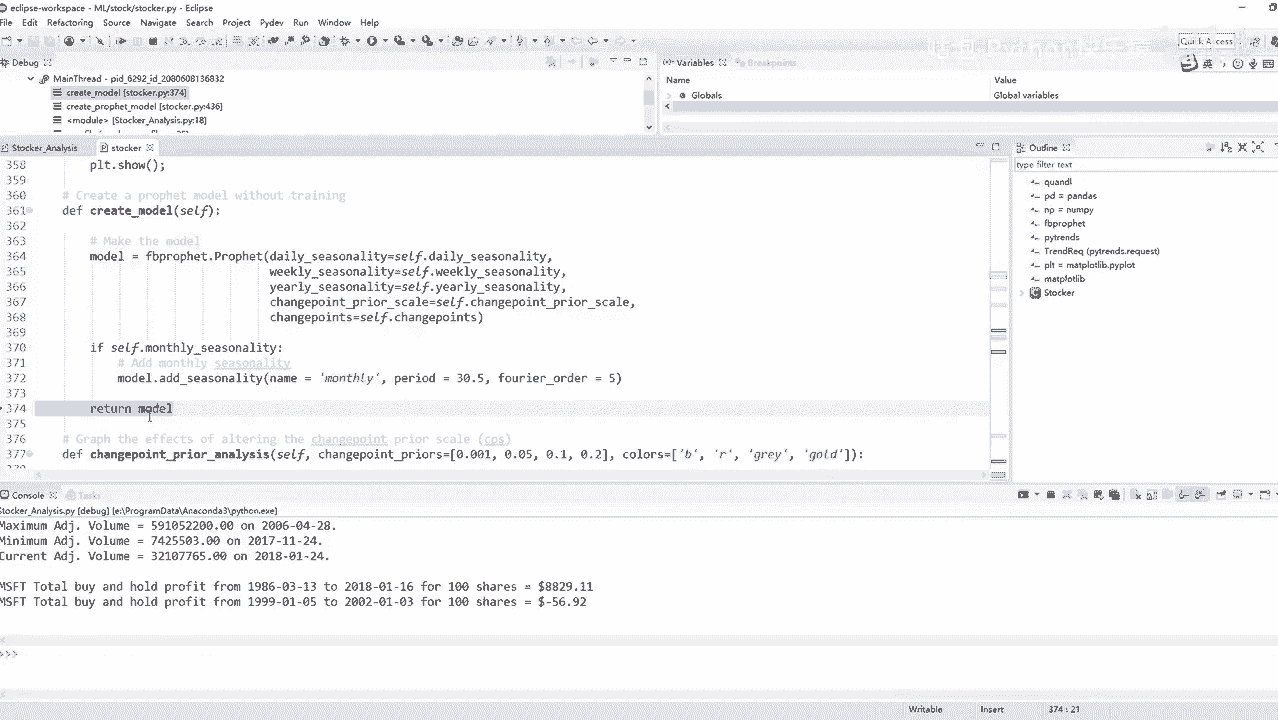 eclipse-workspace - ML/stock/stocker.py - Eclipse
File Edit Refactoring Source Navigate Search Project Pydev Run Window Help
Quick Access
Debug
Variables Breakpoints
MainThread - pid_6292_id_2080608136832
Name Value
create_model [stocker.py:374]
Globals Global variables
create_prophet_model [stocker.py:436]
<module> [Stocker_Analysis.py:18]
Stocker_Analysis stocker
Outline
358 plt.show();
359
360 # Create a prophet model without training
361 def create_model(self):
362
363 # Make the model
364 model = fbprophet.Prophet(daily_seasonality=self.daily_seasonality,
365 weekly_seasonality=self.weekly_seasonality,
366 yearly_seasonality=self.yearly_seasonality,
367 changepoint_prior_scale=self.changepoint_prior_scale,
368 changepoints=self.changepoints)
369
370 if self.monthly_seasonality:
371 # Add monthly seasonality
372 model.add_seasonality(name = 'monthly', period = 30.5, fourier_order = 5)
373
374 return model
375
376 # Graph the effects of altering the changepoint prior scale (cps)
377 def changepoint_prior_analysis(self, changepoint_priors=[0.001, 0.05, 0.1, 0.2], colors=['b', 'r', 'grey', 'gold']):
type filter text
quandl
pd = pandas
np = numpy
fbprophet
pytrends
TrendReq (pytrends.request)
plt = matplotlib.pyplot
matplotlib
Stocker
Console Tasks
Stocker_Analysis.py [debug] [e:\ProgramData\Anaconda3\python.exe]
Maximum Adj. Volume = 591052200.00 on 2006-04-28.
Minimum Adj. Volume = 7425503.00 on 2017-11-24.
Current Adj. Volume = 32107765.00 on 2018-01-24.
MSFT Total buy and hold profit from 1986-03-13 to 2018-01-16 for 100 shares = $8829.11
MSFT Total buy and hold profit from 1999-01-05 to 2002-01-03 for 100 shares = $-56.92
>>>
Writable Insert 374 : 21